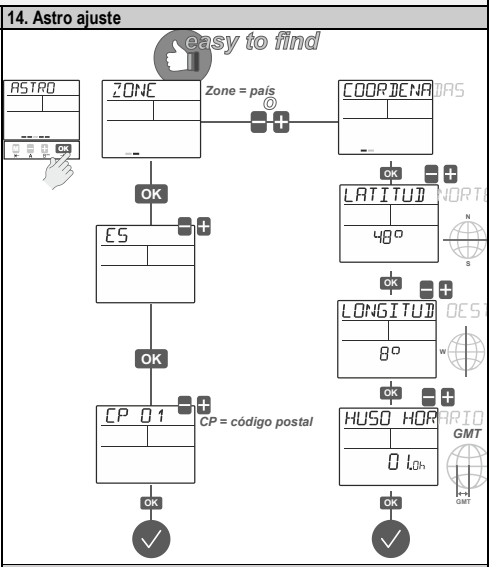 14. Astro ajuste
easy to find
ASTRO
OK
ZONE
Zone = país
O
COORDENADAS
OK
OK
LATITUD NORTE
48°
N
S
ES
OK
LONGITUD OEST
8°
W
OK
OK
CP 01
CP = código postal
HUSO HORARIO
GMT
01.0h
GMT
OK
OK